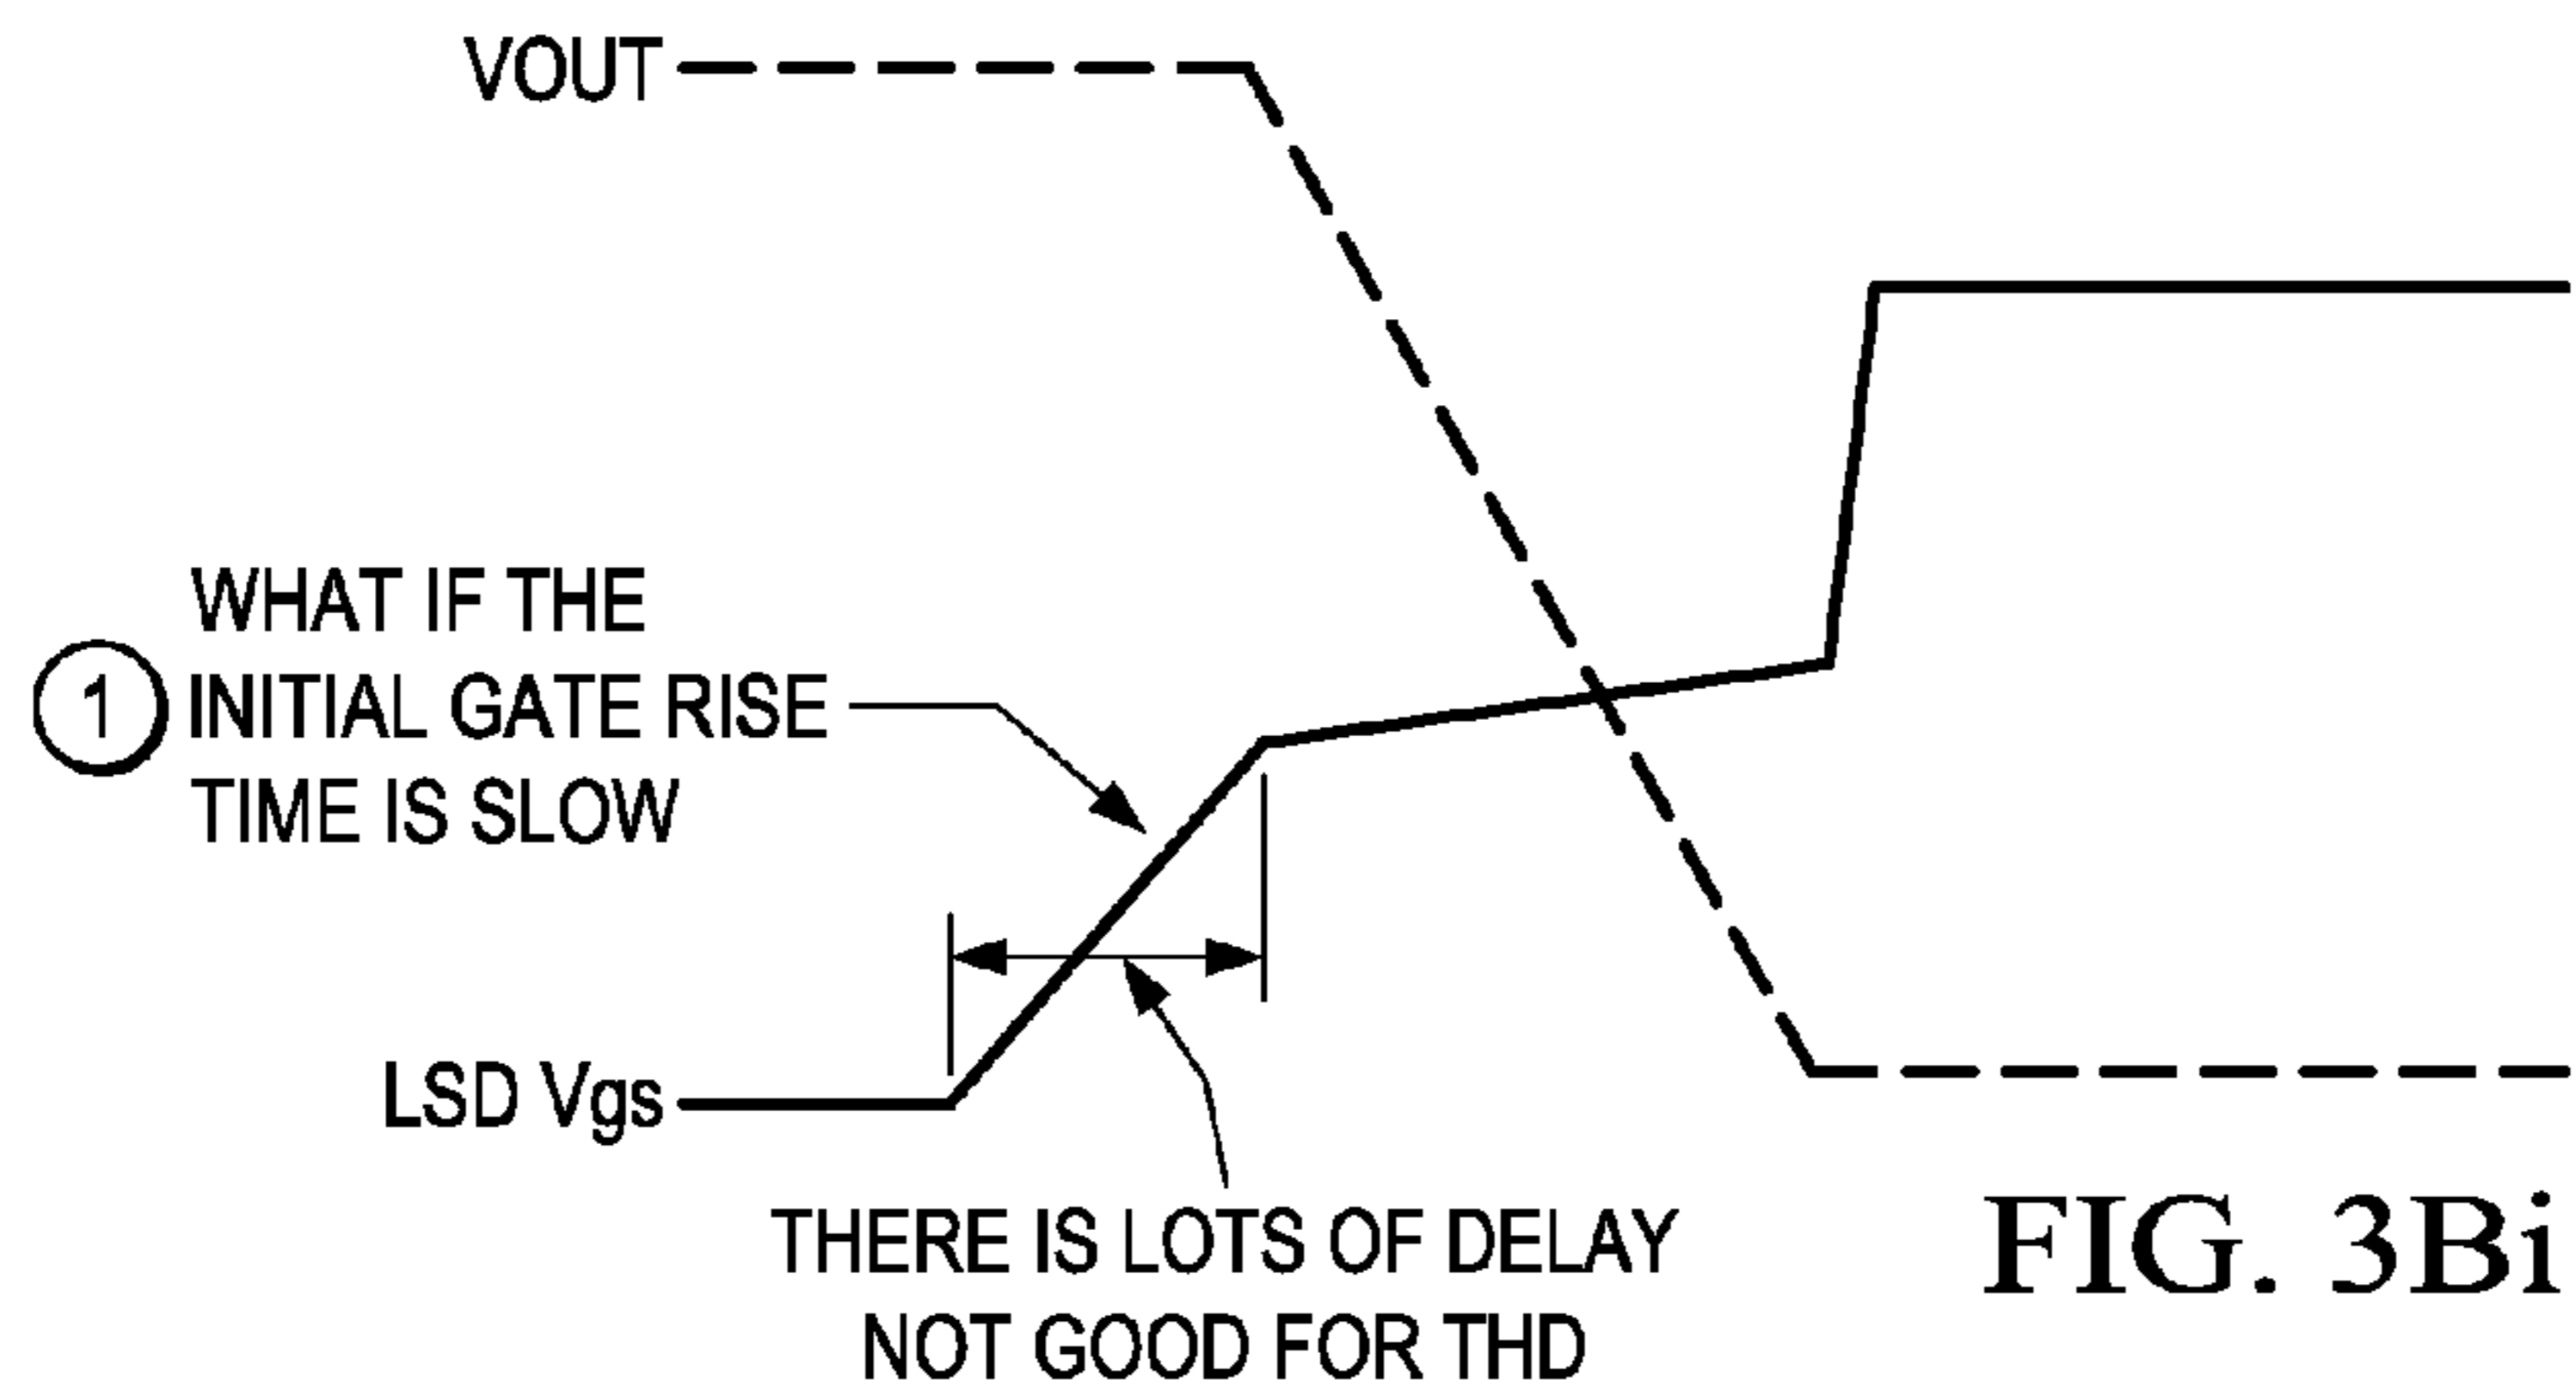 VOUT
WHAT IF THE
1 INITIAL GATE RISE
TIME IS SLOW
LSD Vgs
THERE IS LOTS OF DELAY
NOT GOOD FOR THD
FIG. 3Bi